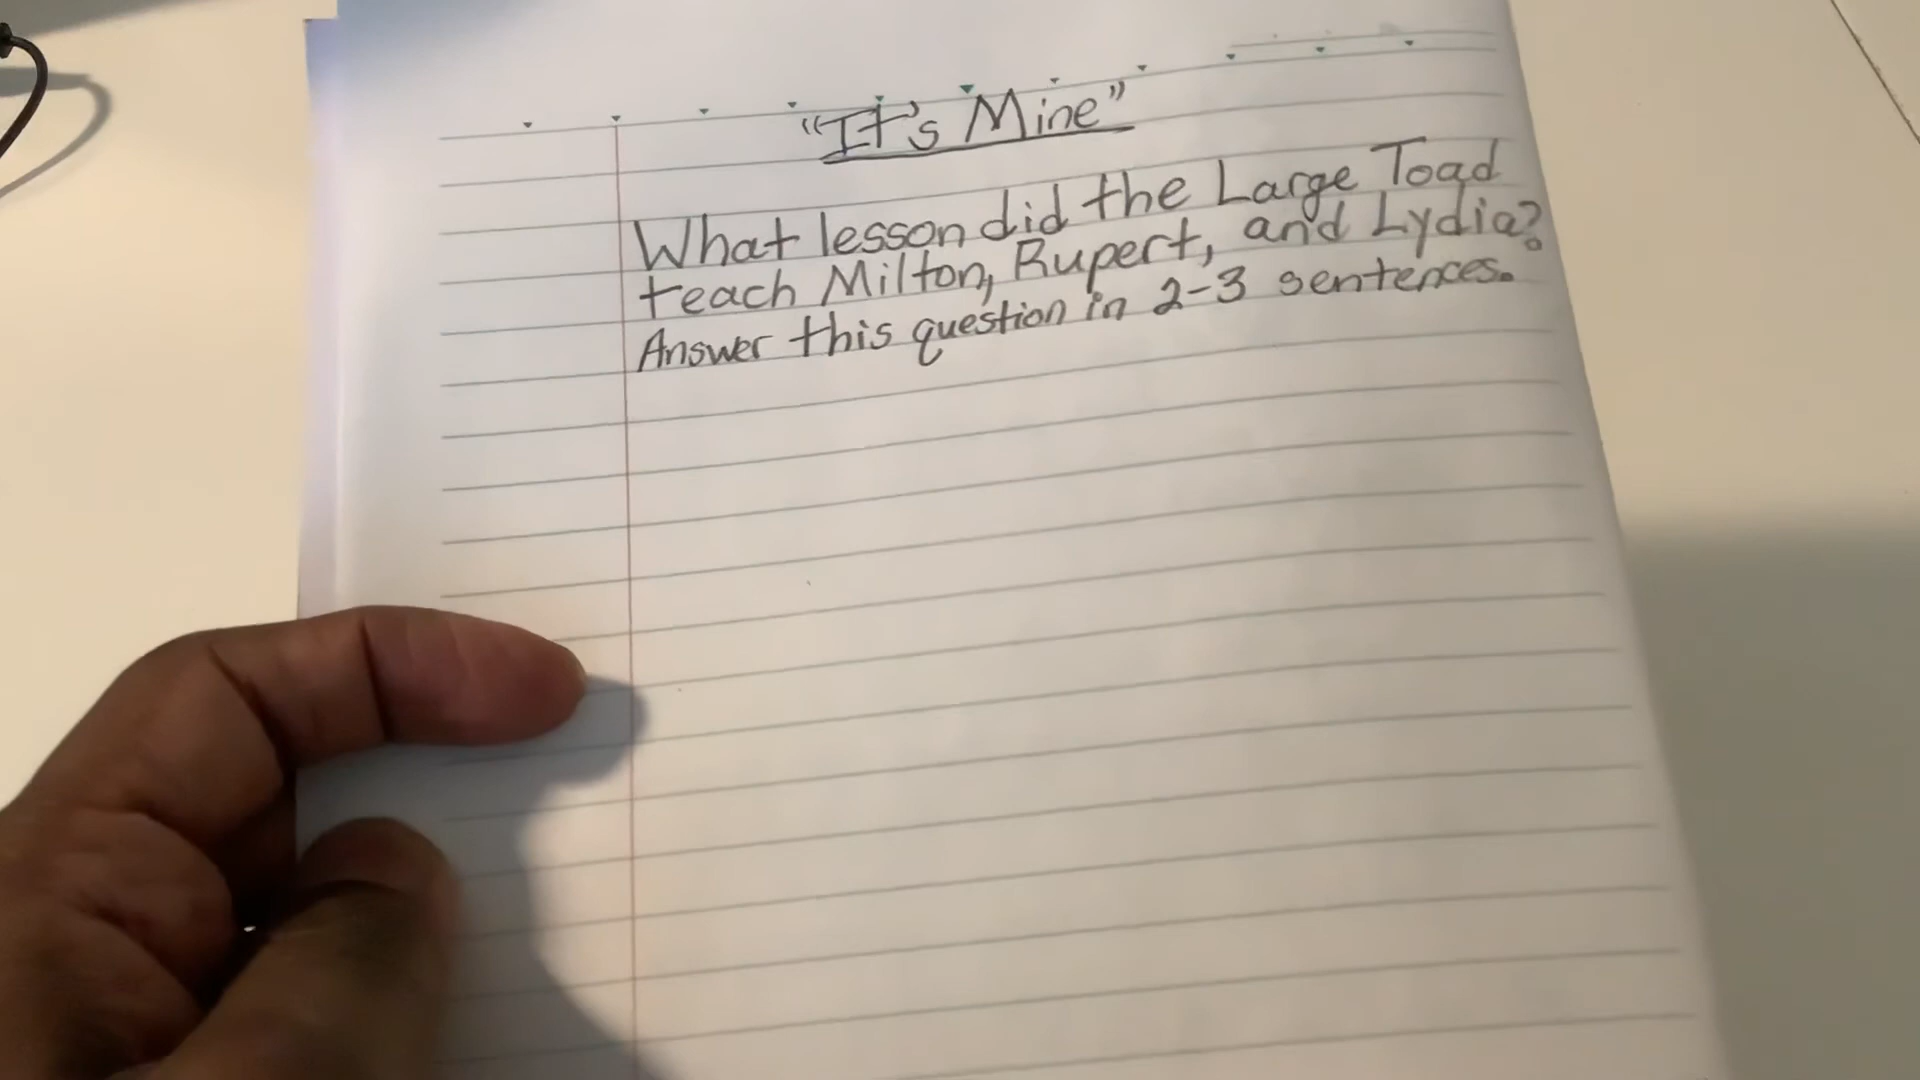 "It's Mine"
What lesson did the Large Toad
teach Milton, Rupert, and Lydia?
Answer this question in 2-3 sentences.